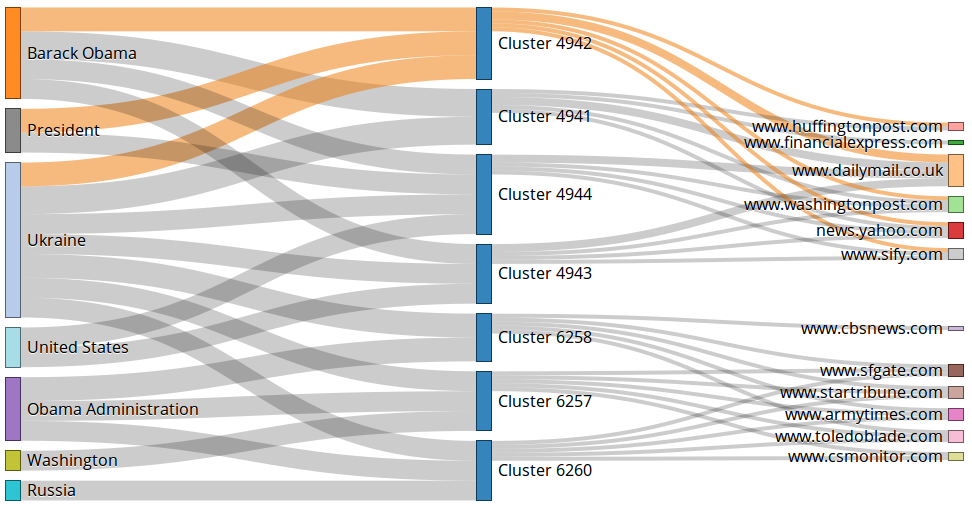 Barack Obama
President
Ukraine
United States
Obama Administration
Washington
Russia
Cluster 4942
Cluster 4941
Cluster 4944
Cluster 4943
Cluster 6258
Cluster 6257
Cluster 6260
www.huffingtonpost.com
www.financialexpress.com
www.dailymail.co.uk
www.washingtonpost.com
news.yahoo.com
www.sify.com
www.cbsnews.com
www.sfgate.com
www.startribune.com
www.armytimes.com
www.toledoblade.com
www.csmonitor.com